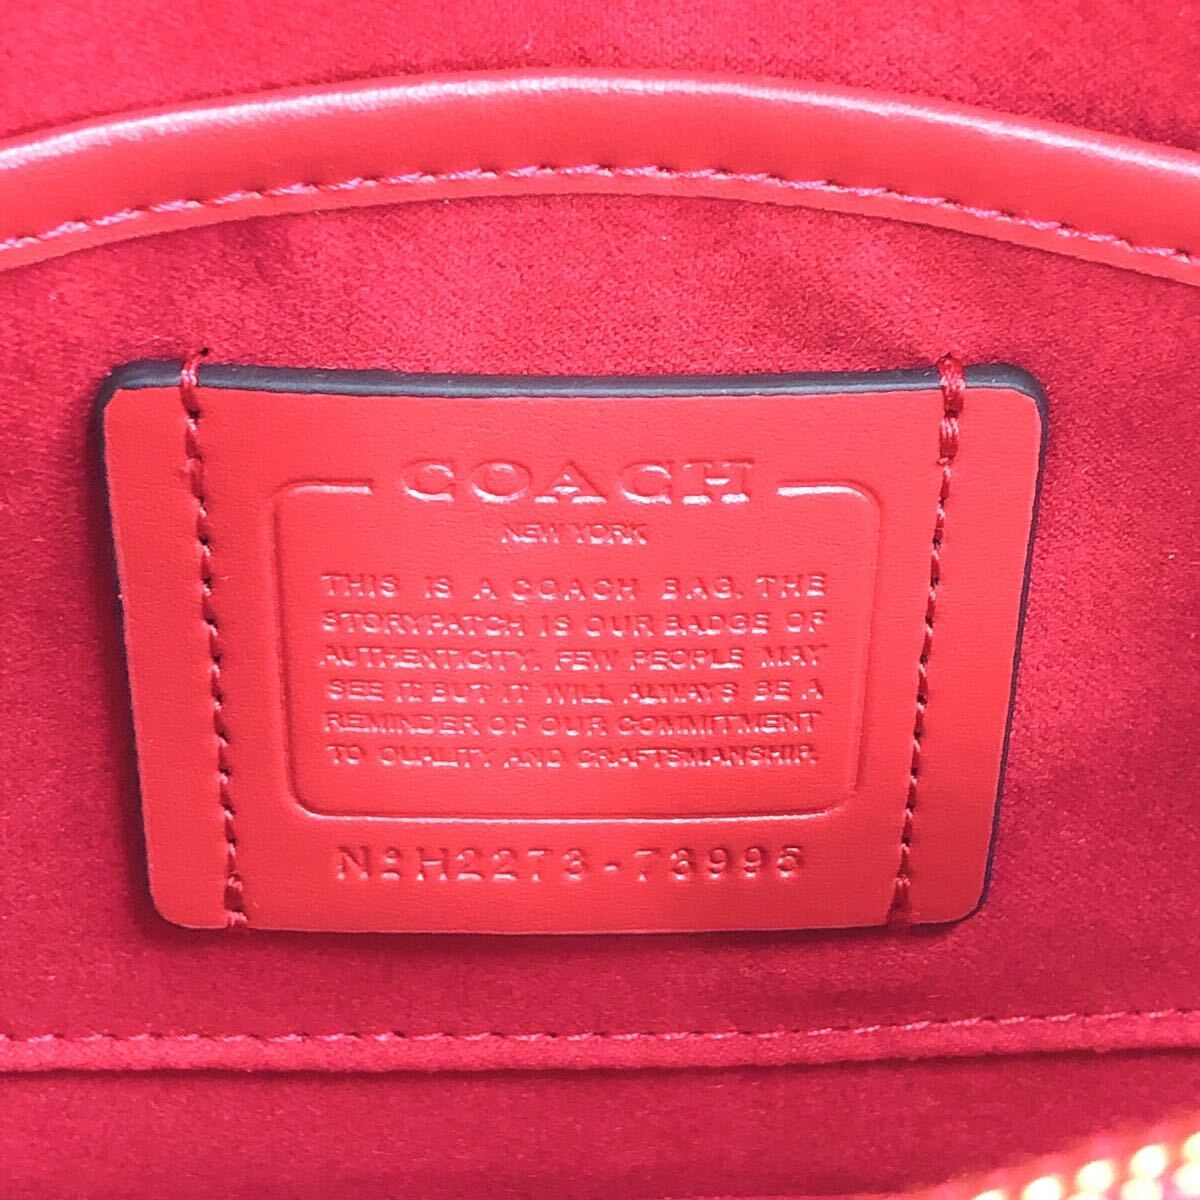 COACH
NEW YORK
THIS IS A COACH BAG. THE
STORYPATCH IS OUR BADGE OF
AUTHENTICITY. FEW PEOPLE MAY
SEE IT BUT IT WILL ALWAYS BE A
REMINDER OF OUR COMMITMENT
TO QUALITY AND CRAFTSMANSHIP.
Nº H2273-73995